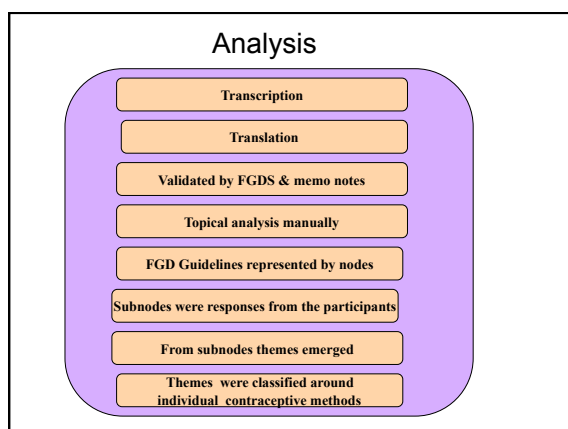 Analysis
Transcription
Translation
Validated by FGDS & memo notes
Topical analysis manually
FGD Guidelines represented by nodes
Subnodes were responses from the participants
From subnodes themes emerged
Themes were classified around
individual contraceptive methods